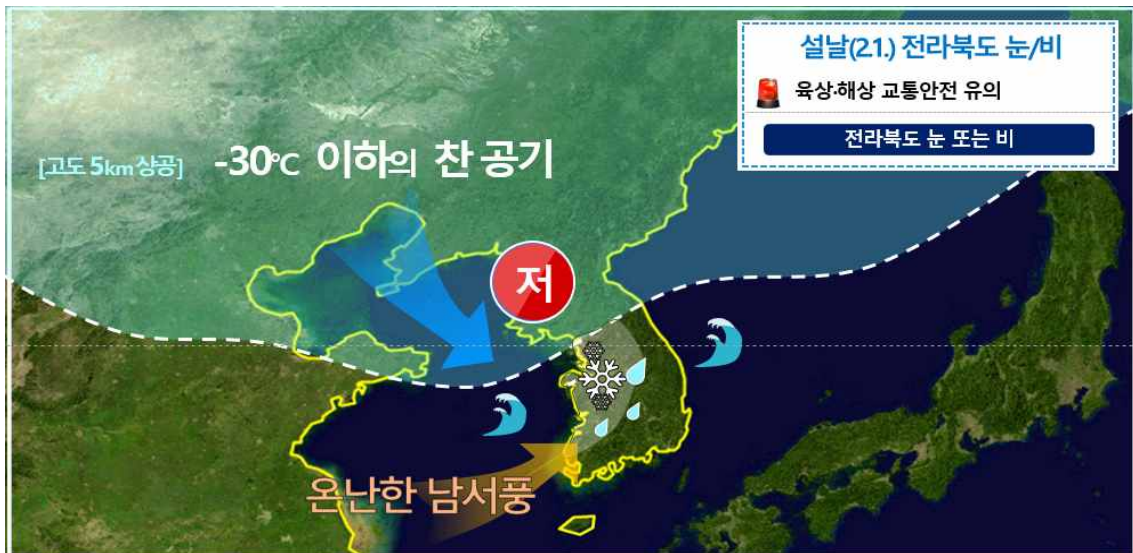 설날(2.1.) 전라북도 눈/비
육상·해상 교통안전 유의
전라북도 눈 또는 비
[고도 5km 상공] -30℃ 이하의 찬 공기
저
온난한 남서풍